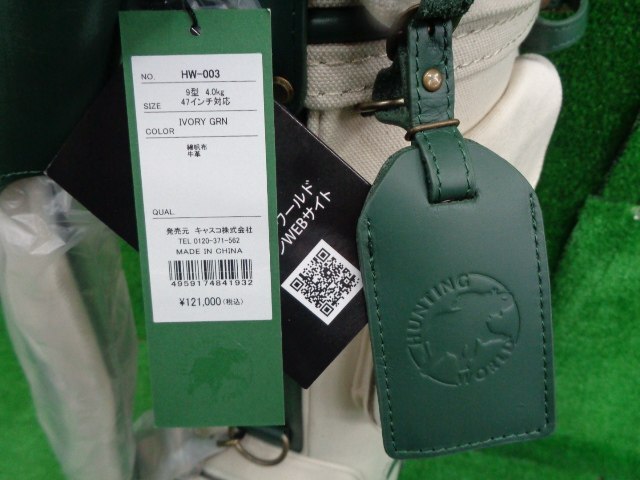 NO. HW-003
SIZE 9型 4.0kg
47インチ対応
COLOR IVORY GRN
綿帆布
牛革
QUAL.
発売元 キャスコ株式会社
TEL 0120-371-562
MADE IN CHINA
4959174841932
¥121,000(税込)
ワールド
WEBサイト
HUNTING
WORLD